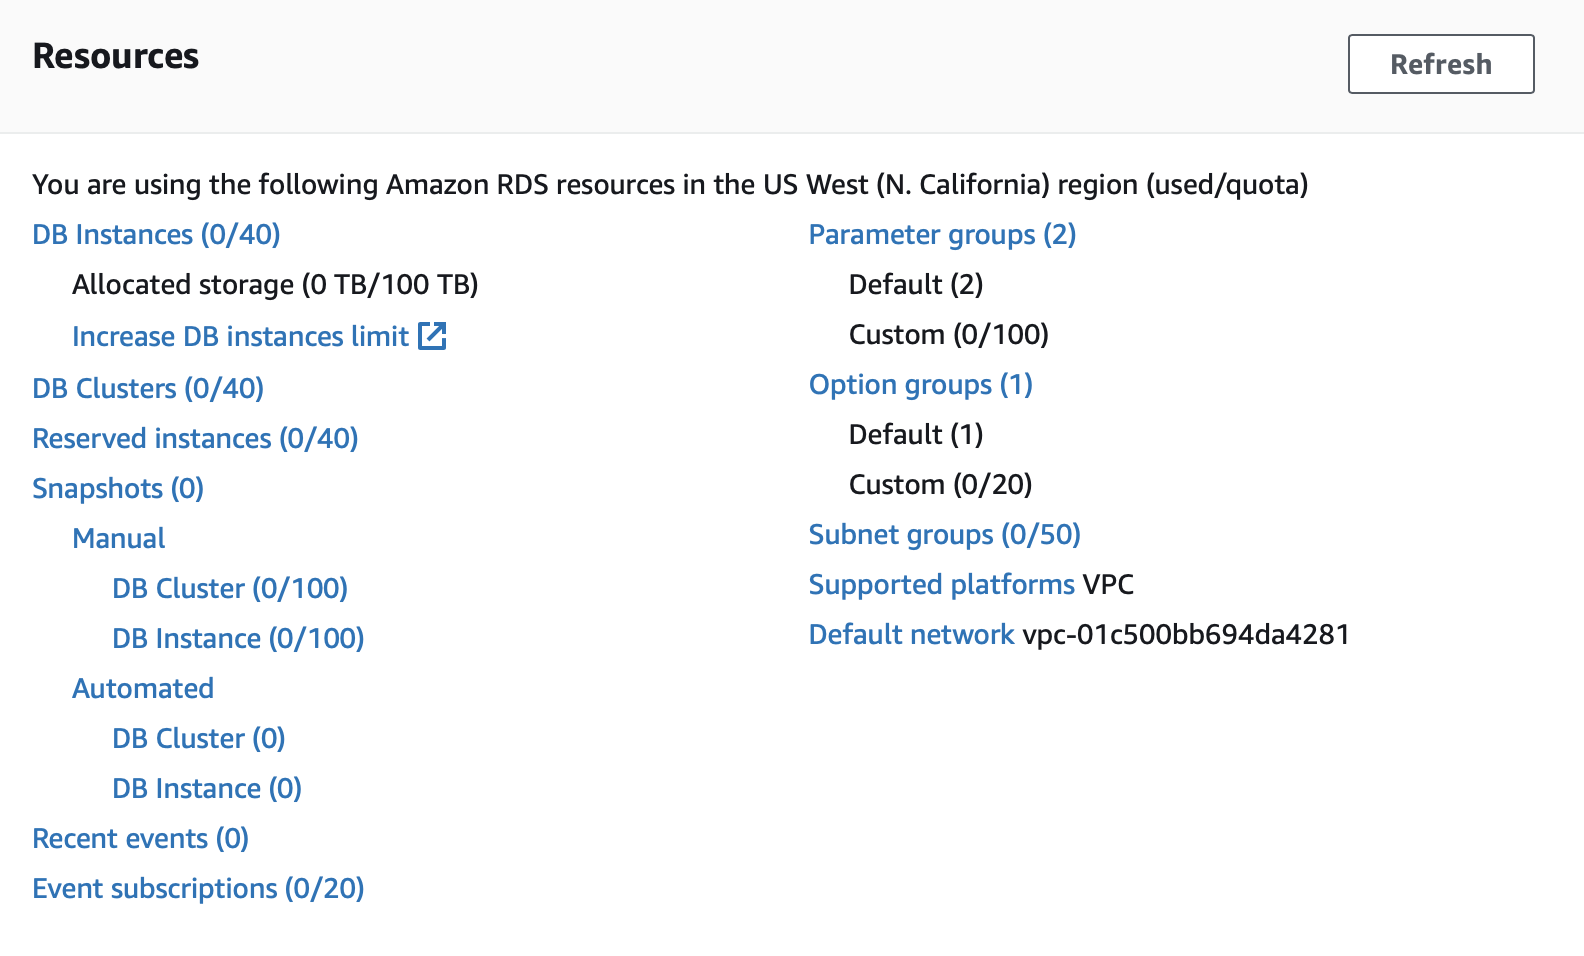 Resources
Refresh
You are using the following Amazon RDS resources in the US West (N. California) region (used/quota)
DB Instances (0/40)
Allocated storage (0 TB/100 TB)
Increase DB instances limit
DB Clusters (0/40)
Reserved instances (0/40)
Snapshots (0)
Manual
DB Cluster (0/100)
DB Instance (0/100)
Automated
DB Cluster (0)
DB Instance (0)
Recent events (0)
Event subscriptions (0/20)
Parameter groups (2)
Default (2)
Custom (0/100)
Option groups (1)
Default (1)
Custom (0/20)
Subnet groups (0/50)
Supported platforms VPC
Default network vpc-01c500bb694da4281